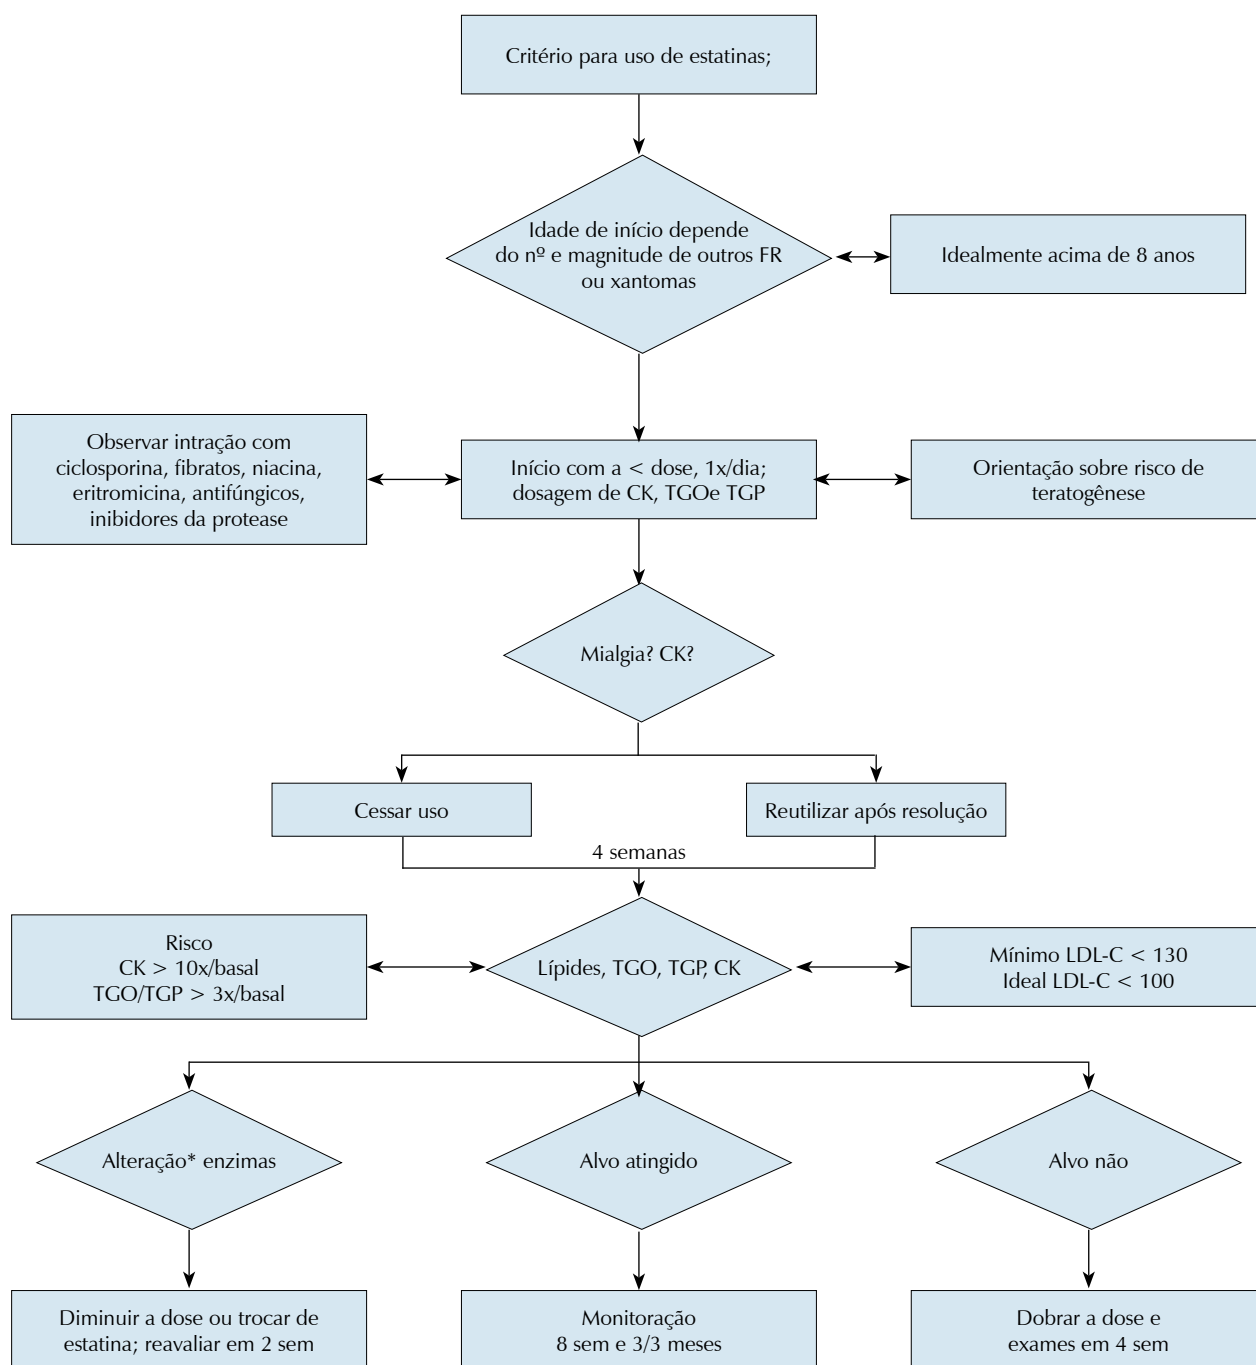 Critério para uso de estatinas;
Idade de início depende
do nº e magnitude de outros FR
ou xantomas
Idealmente acima de 8 anos
Observar intração com
ciclosporina, fibratos, niacina,
eritromicina, antifúngicos,
inibidores da protease
Início com a < dose, 1x/dia;
dosagem de CK, TGOe TGP
Orientação sobre risco de
teratogênese
Mialgia? CK?
Cessar uso
Reutilizar após resolução
4 semanas
Risco
CK > 10x/basal
TGO/TGP > 3x/basal
Lípides, TGO, TGP, CK
Mínimo LDL-C < 130
Ideal LDL-C < 100
Alteração* enzimas
Alvo atingido
Alvo não
Diminuir a dose ou trocar de
estatina; reavaliar em 2 sem
Monitoração
8 sem e 3/3 meses
Dobrar a dose e
exames em 4 sem